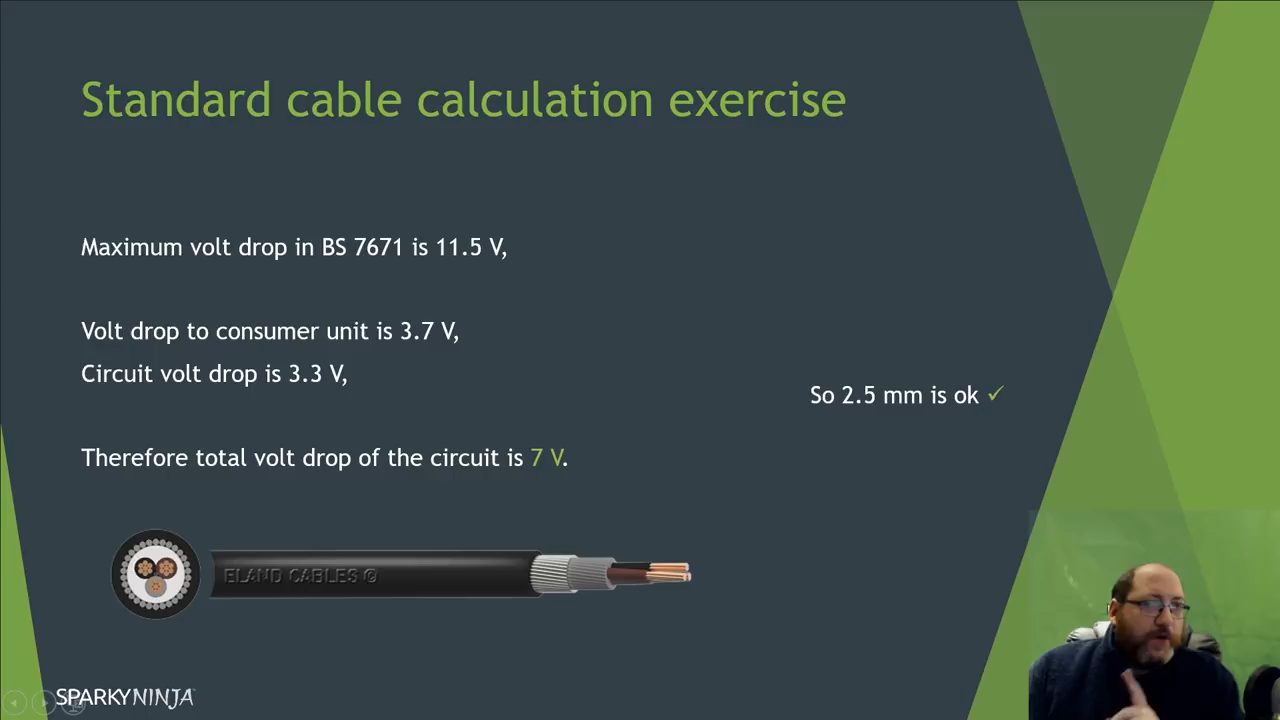 Standard cable calculation exercise
Maximum volt drop in BS 7671 is 11.5 V,
Volt drop to consumer unit is 3.7 V,
Circuit volt drop is 3.3 V,
So 2.5 mm is ok ✓
Therefore total volt drop of the circuit is 7 V.
ELAND CABLES ©
SPARKYNINJA